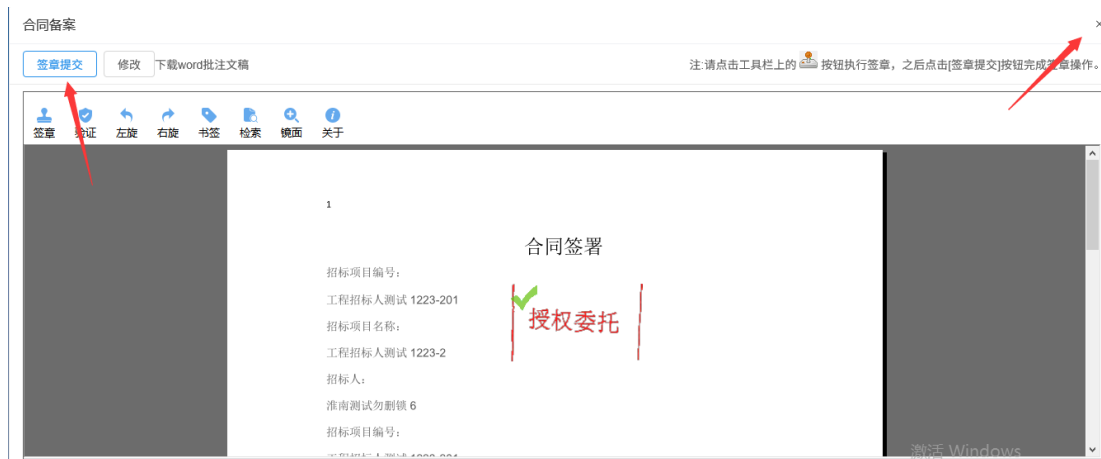 合同备案 ×
签章提交 修改 下载word批注文稿 注:请点击工具栏上的 按钮执行签章，之后点击[签章提交]按钮完成签章操作。
签章 验证 左旋 右旋 书签 检索 镜面 关于
1
合同签署
招标项目编号：
工程招标人测试 1223-201
授权委托
招标项目名称：
工程招标人测试 1223-2
招标人：
淮南测试勿删锁 6
招标项目编号：
激活 Windows